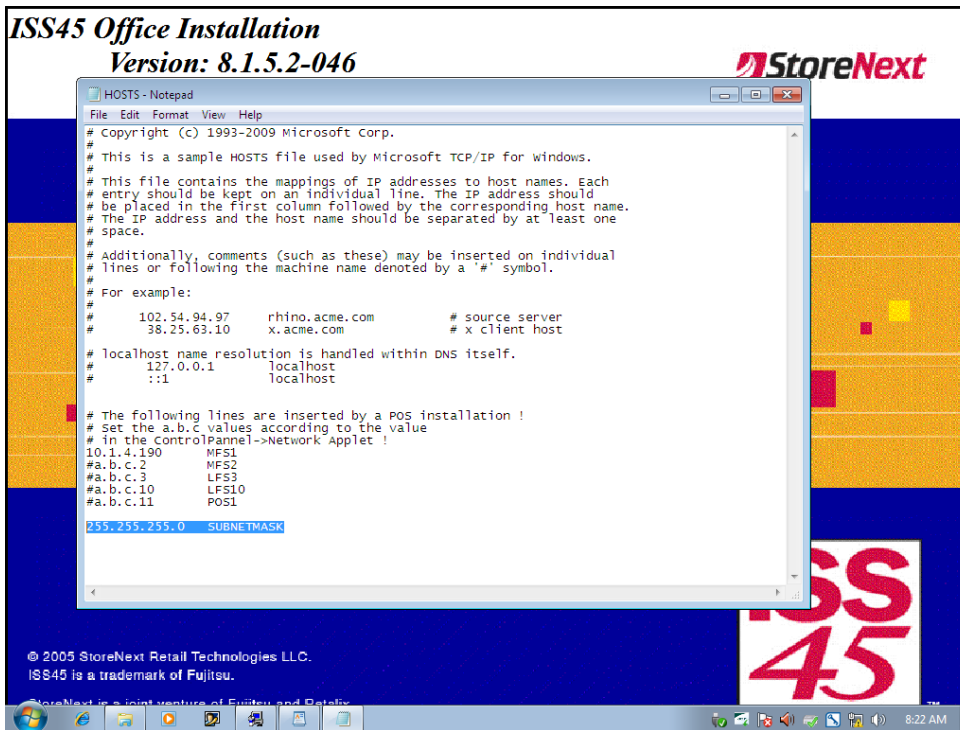 ISS45 Office Installation
Version: 8.1.5.2-046
StoreNext
HOSTS - Notepad
File Edit Format View Help
# Copyright (c) 1993-2009 Microsoft Corp.
#
# This is a sample HOSTS file used by Microsoft TCP/IP for Windows.
#
# This file contains the mappings of IP addresses to host names. Each
# entry should be kept on an individual line. The IP address should
# be placed in the first column followed by the corresponding host name.
# The IP address and the host name should be separated by at least one
# space.
#
# Additionally, comments (such as these) may be inserted on individual
# lines or following the machine name denoted by a '#' symbol.
#
# For example:
#
# 102.54.94.97 rhino.acme.com # source server
# 38.25.63.10 x.acme.com # x client host
# localhost name resolution is handled within DNS itself.
# 127.0.0.1 localhost
# ::1 localhost
# The following lines are inserted by a POS installation !
# Set the a.b.c values according to the value
# in the ControlPannel->Network Applet !
10.1.4.190 MFS1
#a.b.c.2 MFS2
#a.b.c.3 LFS3
#a.b.c.10 LFS10
#a.b.c.11 POS1
255.255.255.0 SUBNETMASK
ISS
45
© 2005 StoreNext Retail Technologies LLC.
ISS45 is a trademark of Fujitsu.
StoreNext is a joint venture of Fujitsu and Retalix
TM
8:22 AM